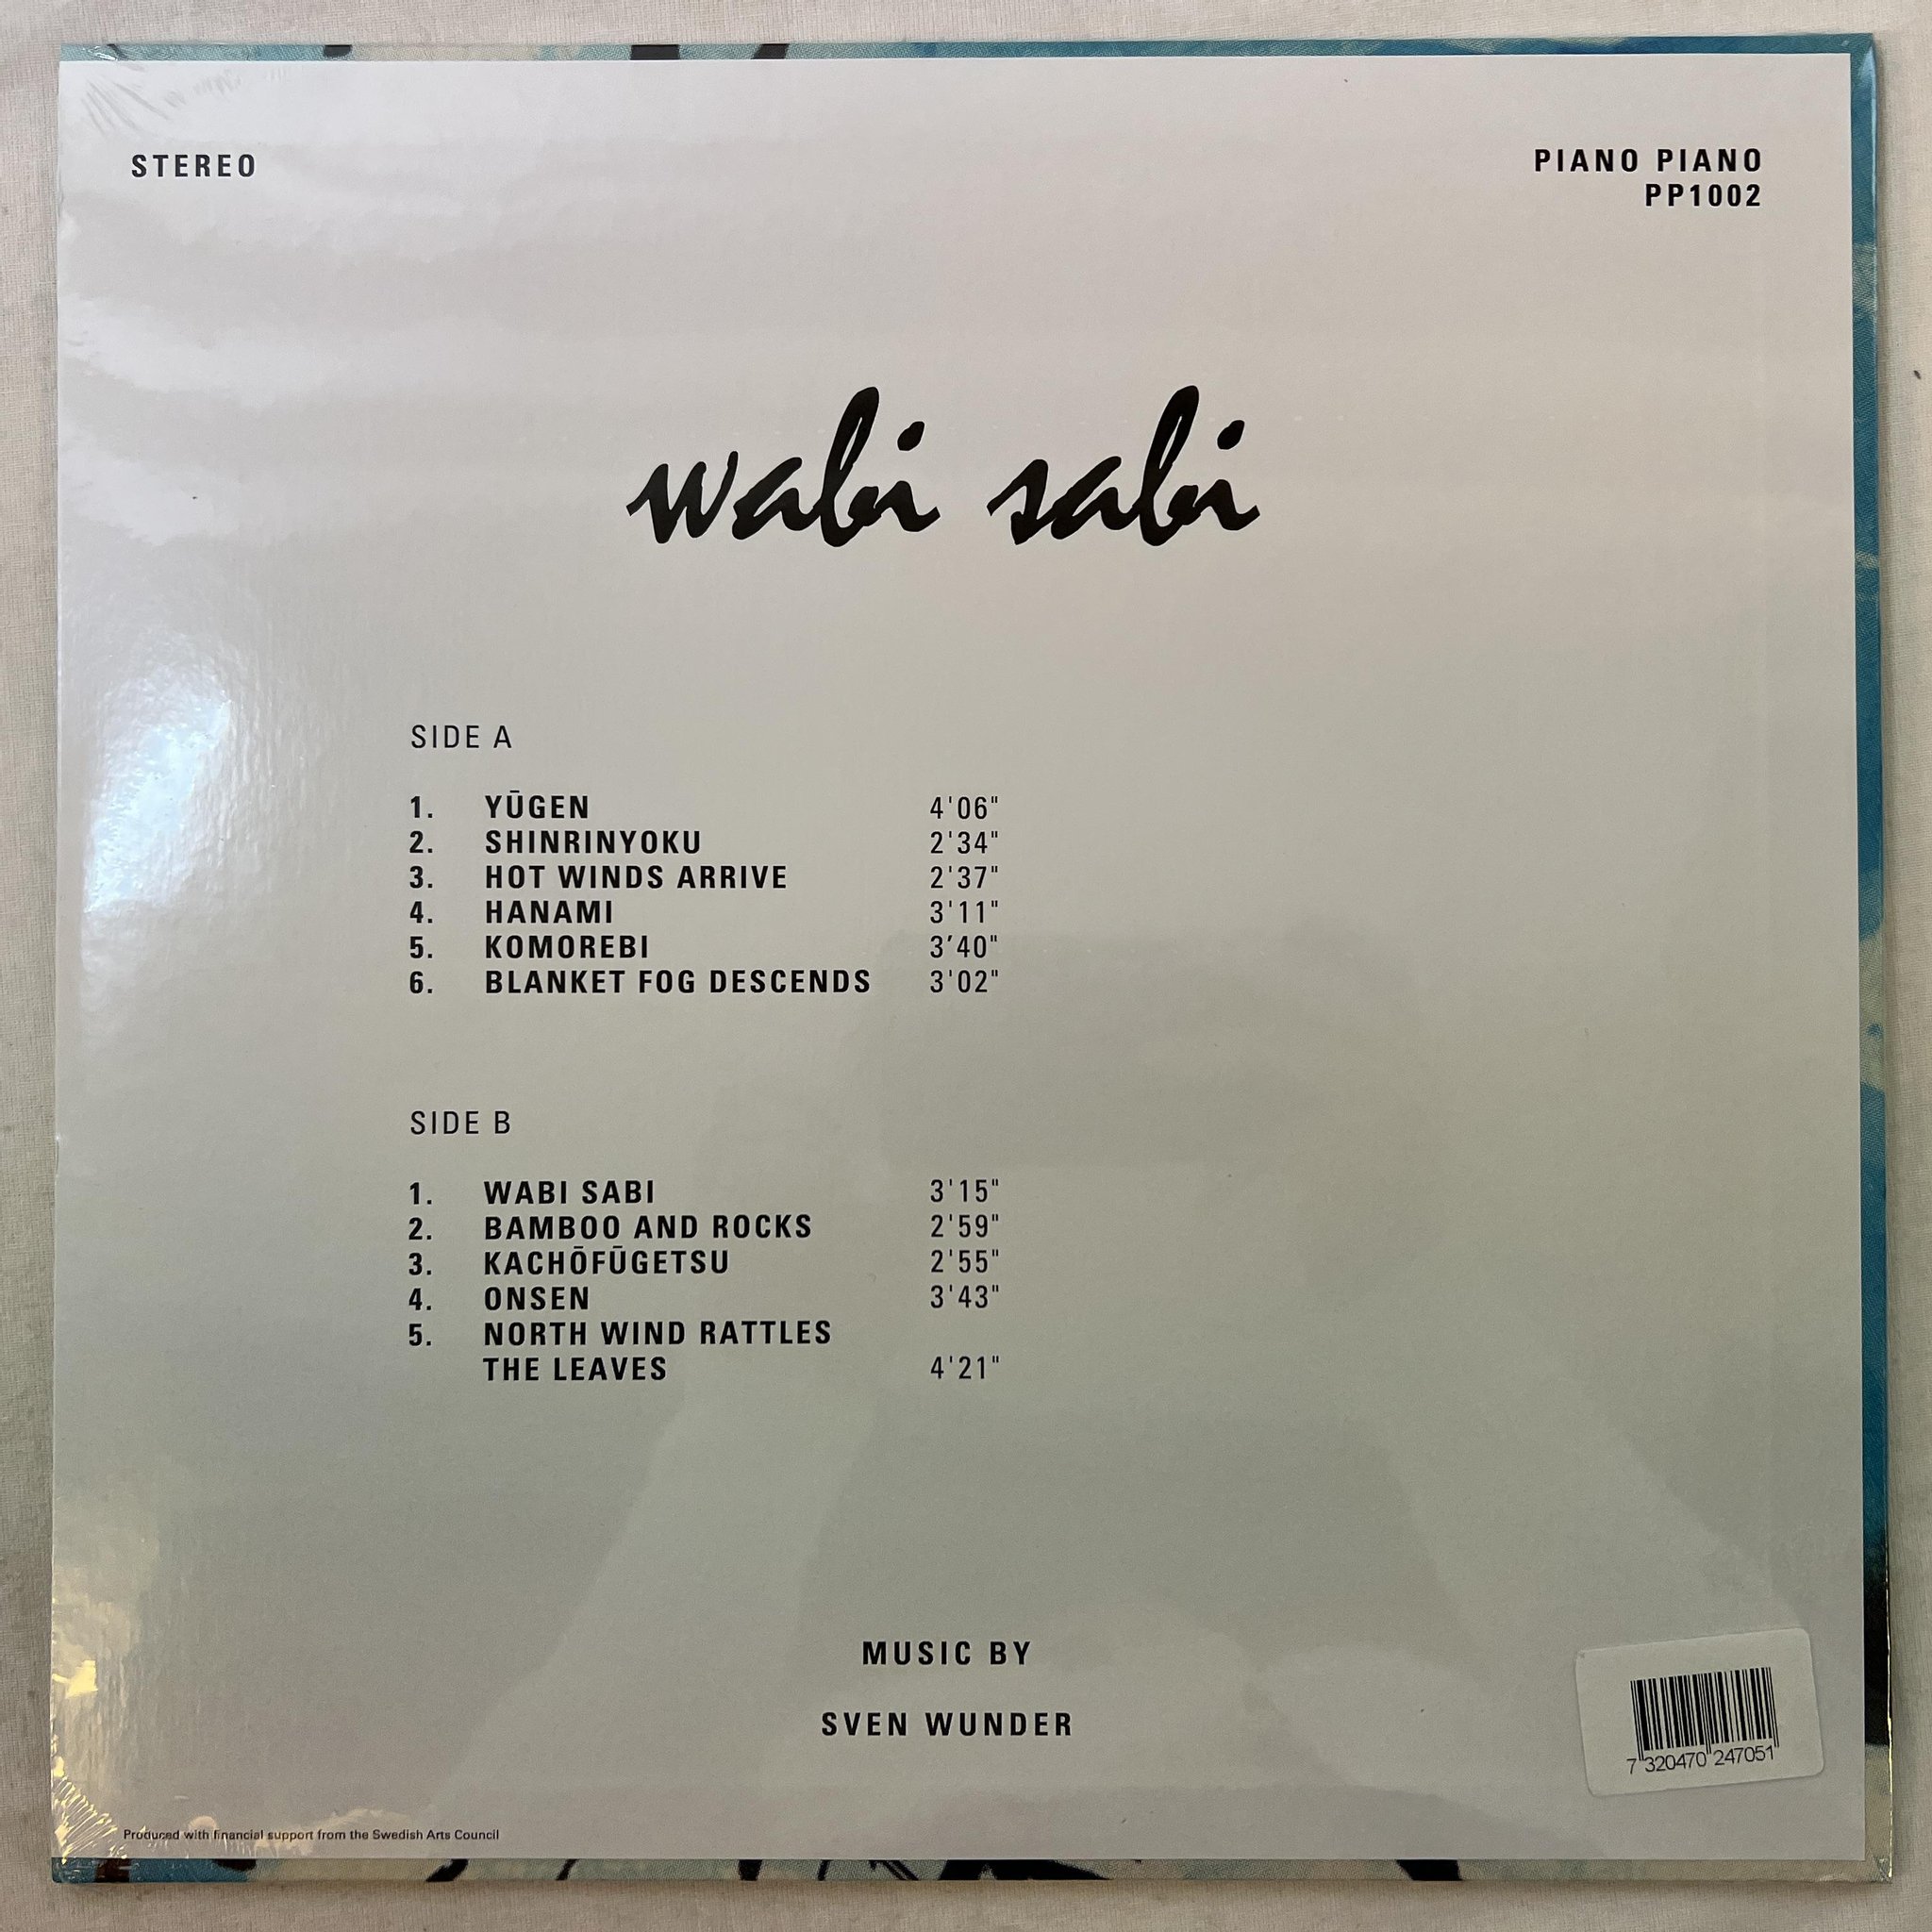 STEREO
PIANO PIANO
PP1002
wabi sabi
SIDE A
1. YŪGEN 4'06"
2. SHINRINYOKU 2'34"
3. HOT WINDS ARRIVE 2'37"
4. HANAMI 3'11"
5. KOMOREBI 3’40"
6. BLANKET FOG DESCENDS 3'02"
SIDE B
1. WABI SABI 3'15"
2. BAMBOO AND ROCKS 2'59"
3. KACHŌFŪGETSU 2'55"
4. ONSEN 3'43"
5. NORTH WIND RATTLES
THE LEAVES 4'21"
MUSIC BY
SVEN WUNDER
7 320470 247051
Produced with financial support from the Swedish Arts Council